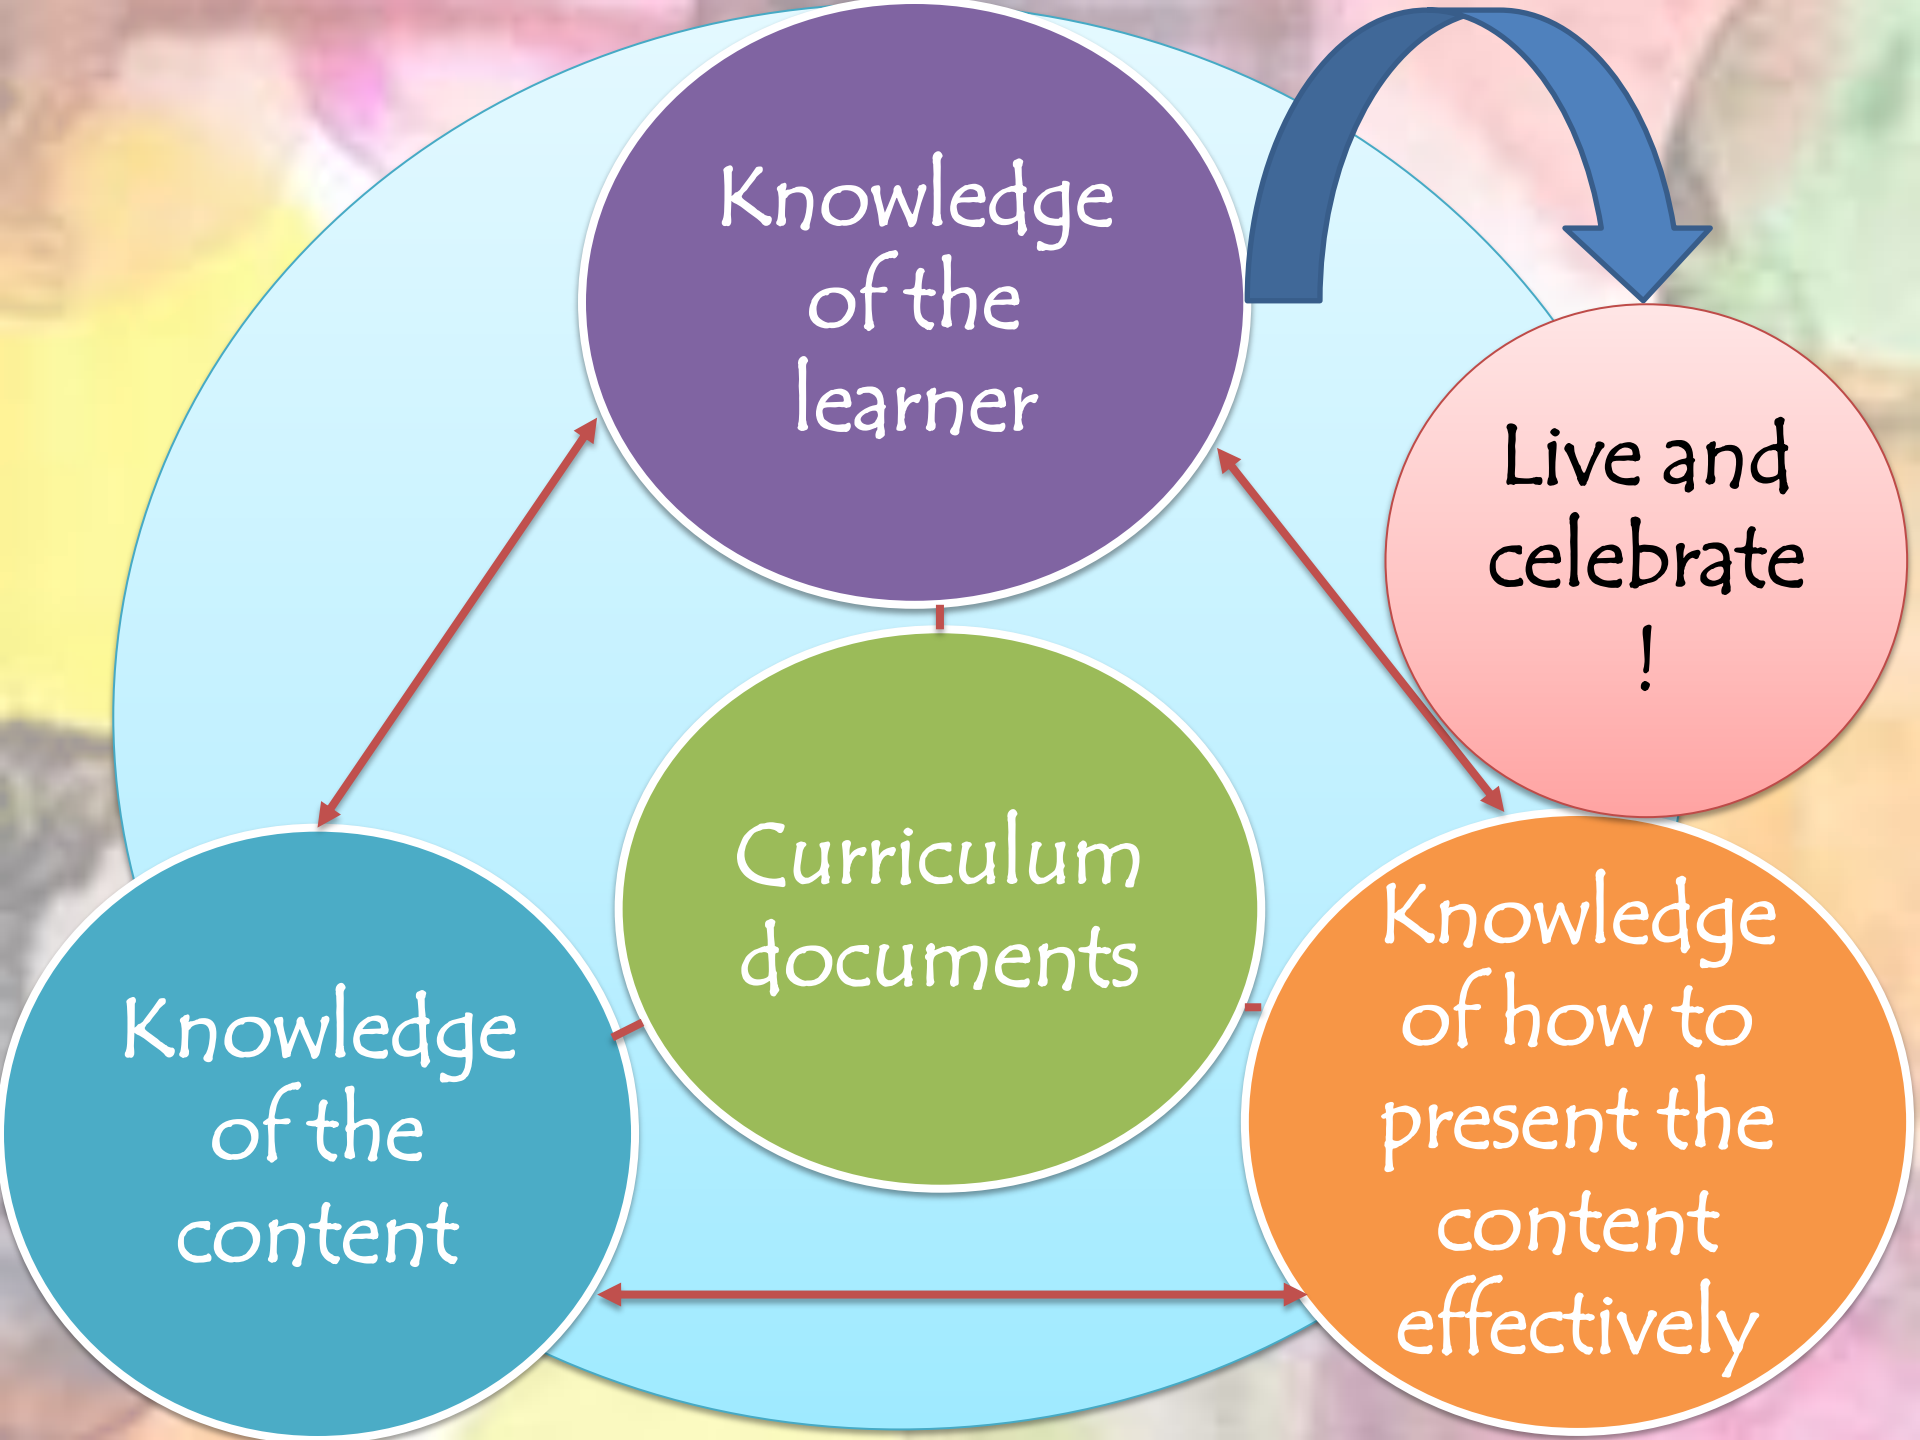 Knowledge
of the
learner
Live and
celebrate
!
Curriculum
documents
Knowledge
of the
content
Knowledge
of how to
present the
content
effectively